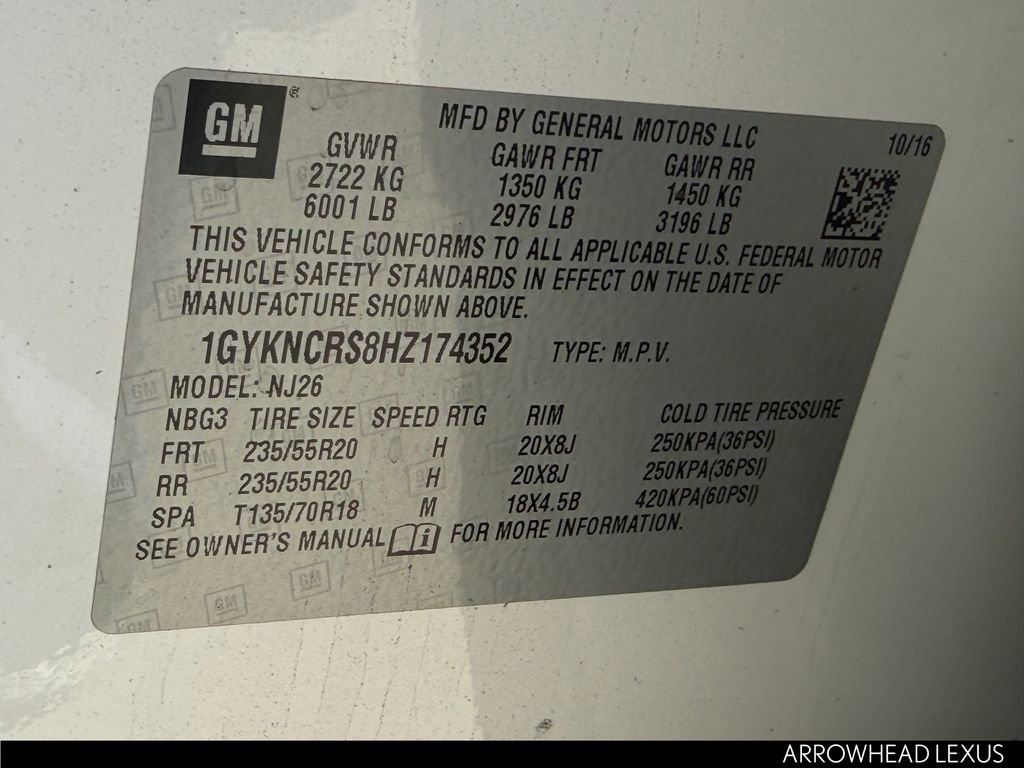 GM ®
MFD BY GENERAL MOTORS LLC 10/16
GVWR GAWR FRT GAWR RR
2722 KG 1350 KG 1450 KG
6001 LB 2976 LB 3196 LB
THIS VEHICLE CONFORMS TO ALL APPLICABLE U.S. FEDERAL MOTOR
VEHICLE SAFETY STANDARDS IN EFFECT ON THE DATE OF
MANUFACTURE SHOWN ABOVE.
1GYKNCRS8HZ174352 TYPE: M.P.V.
MODEL: NJ26
NBG3 TIRE SIZE SPEED RTG RIM COLD TIRE PRESSURE
FRT 235/55R20 H 20X8J 250KPA(36PSI)
RR 235/55R20 H 20X8J 250KPA(36PSI)
SPA T135/70R18 M 18X4.5B 420KPA(60PSI)
SEE OWNER'S MANUAL i FOR MORE INFORMATION.
ARROWHEAD LEXUS